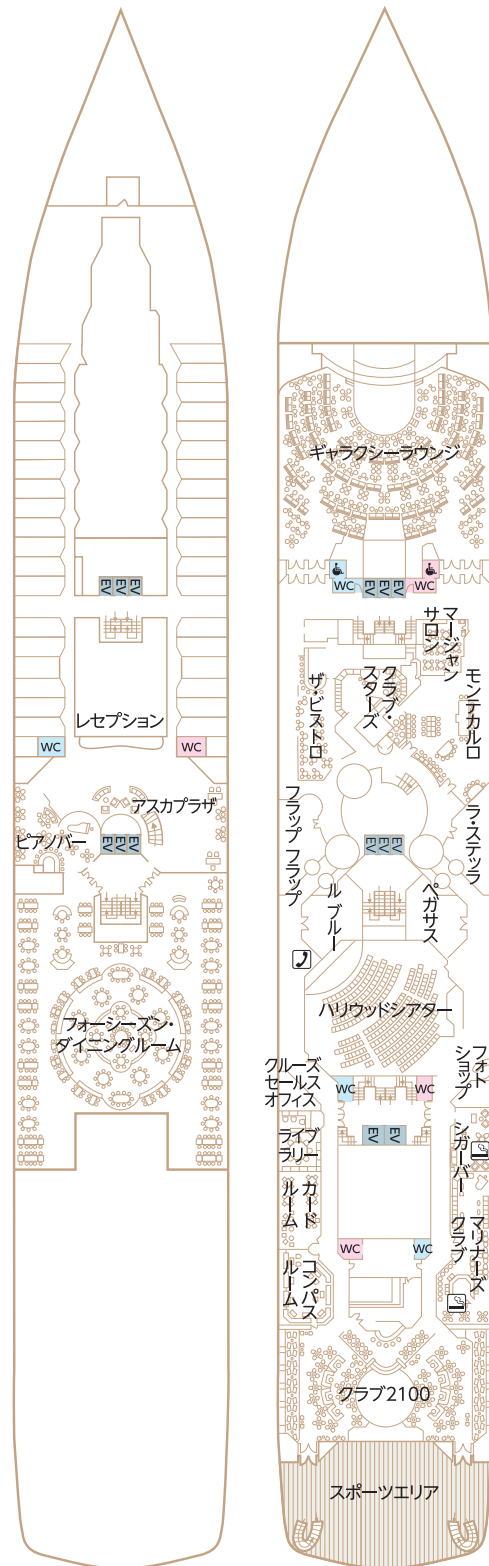 EV
EV
EV
レセプション
WC
WC
アスカプラザ
ピアノバー
EV
EV
EV
フォーシーズン・
ダイニングルーム
ギャラクシーラウンジ
WC
EV
EV
EV
WC
マージャン
サロン
クラブ・
スターズ
ザ・ビストロ
モンテカルロ
フラップ フラップ
EV
EV
EV
ラ・ステッラ
ル ブルー
ペガサス
ハリウッドシアター
クルーズ
セールス
オフィス
WC
WC
フォト
ショップ
EV
EV
ライブ
ラリー
シガーバー
カード
ルーム
マリナーズ
クラブ
WC
WC
コンパス
ルーム
クラブ2100
スポーツエリア